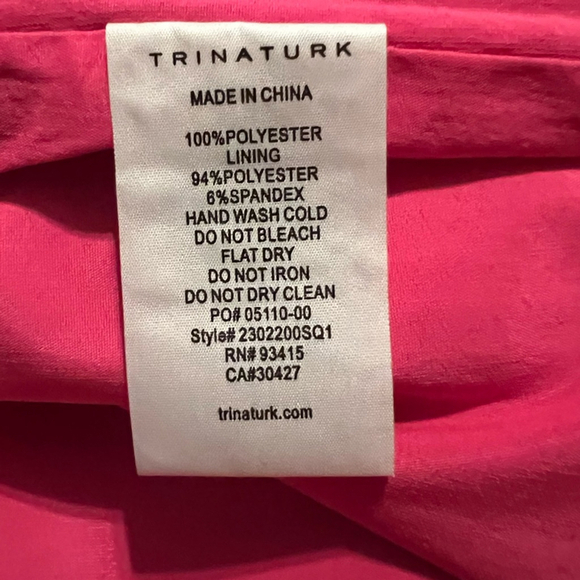 TRINATURK
MADE IN CHINA
100%POLYESTER
LINING
94%POLYESTER
6%SPANDEX
HAND WASH COLD
DO NOT BLEACH
FLAT DRY
DO NOT IRON
DO NOT DRY CLEAN
PO# 05110-00
Style# 2302200SQ1
RN# 93415
CA#30427
trinaturk.com